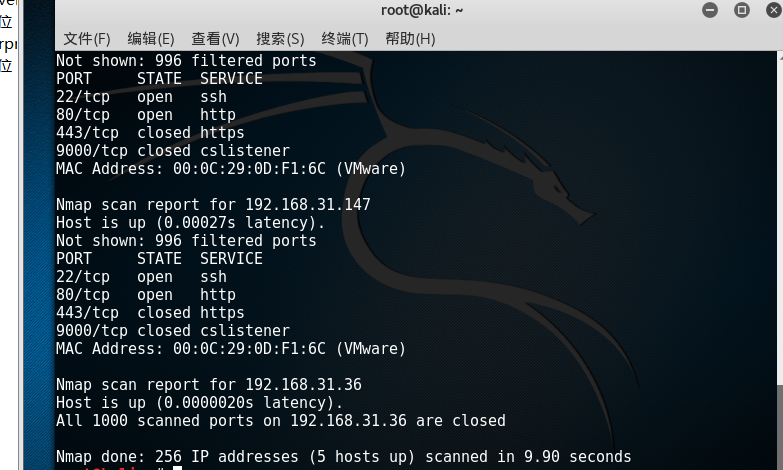 位
位
root@kali: ~
文件(F) 编辑(E) 查看(V) 搜索(S) 终端(T) 帮助(H)
Not shown: 996 filtered ports
PORT STATE SERVICE
22/tcp open ssh
80/tcp open http
443/tcp closed https
9000/tcp closed cslistener
MAC Address: 00:0C:29:0D:F1:6C (VMware)
Nmap scan report for 192.168.31.147
Host is up (0.00027s latency).
Not shown: 996 filtered ports
PORT STATE SERVICE
22/tcp open ssh
80/tcp open http
443/tcp closed https
9000/tcp closed cslistener
MAC Address: 00:0C:29:0D:F1:6C (VMware)
Nmap scan report for 192.168.31.36
Host is up (0.0000020s latency).
All 1000 scanned ports on 192.168.31.36 are closed
Nmap done: 256 IP addresses (5 hosts up) scanned in 9.90 seconds